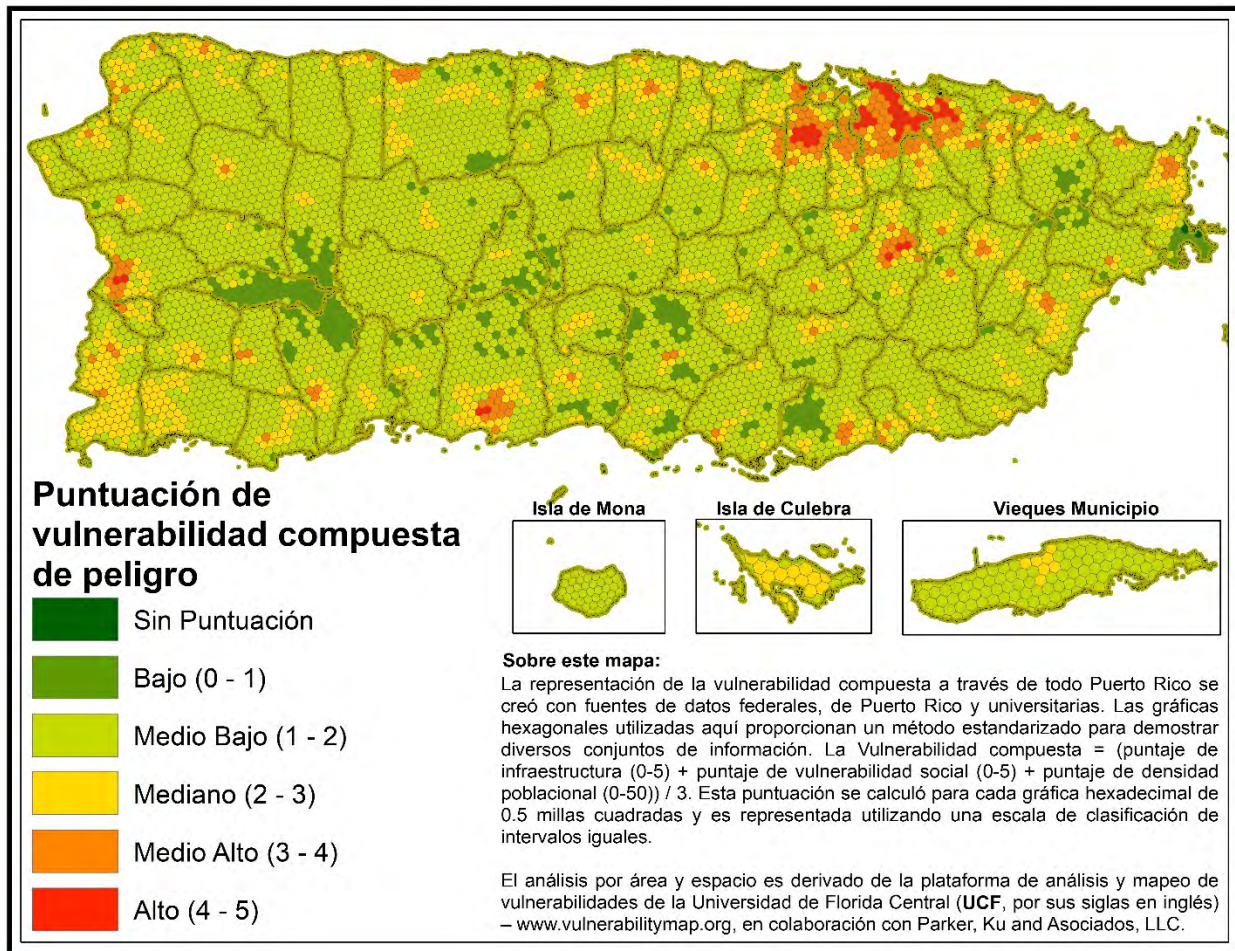 Puntuación de
vulnerabilidad compuesta
de peligro
Sin Puntuación
Bajo (0 - 1)
Medio Bajo (1 - 2)
Mediano (2 - 3)
Medio Alto (3 - 4)
Alto (4 - 5)
Isla de Mona
Isla de Culebra
Vieques Municipio
Sobre este mapa:
La representación de la vulnerabilidad compuesta a través de todo Puerto Rico se
creó con fuentes de datos federales, de Puerto Rico y universitarias. Las gráficas
hexagonales utilizadas aquí proporcionan un método estandarizado para demostrar
diversos conjuntos de información. La Vulnerabilidad compuesta = (puntaje de
infraestructura (0-5) + puntaje de vulnerabilidad social (0-5) + puntaje de densidad
poblacional (0-50)) / 3. Esta puntuación se calculó para cada gráfica hexadecimal de
0.5 millas cuadradas y es representada utilizando una escala de clasificación de
intervalos iguales.
El análisis por área y espacio es derivado de la plataforma de análisis y mapeo de
vulnerabilidades de la Universidad de Florida Central (UCF, por sus siglas en inglés)
– www.vulnerabilitymap.org, en colaboración con Parker, Ku and Asociados, LLC.